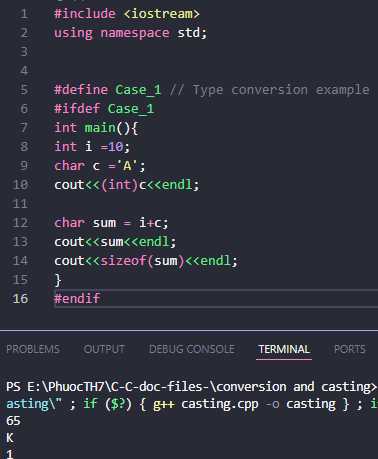 1 #include <iostream>
2 using namespace std;
3
4
5 #define Case_1 // Type conversion example
6 #ifdef Case_1
7 int main(){
8 int i =10;
9 char c ='A';
10 cout<<(int)c<<endl;
11
12 char sum = i+c;
13 cout<<sum<<endl;
14 cout<<sizeof(sum)<<endl;
15 }
16 #endif
PROBLEMS OUTPUT DEBUG CONSOLE TERMINAL PORTS
PS E:\PhuocTH7\C-C-doc-files-\conversion and casting>
asting\" ; if ($?) { g++ casting.cpp -o casting } ; i
65
K
1